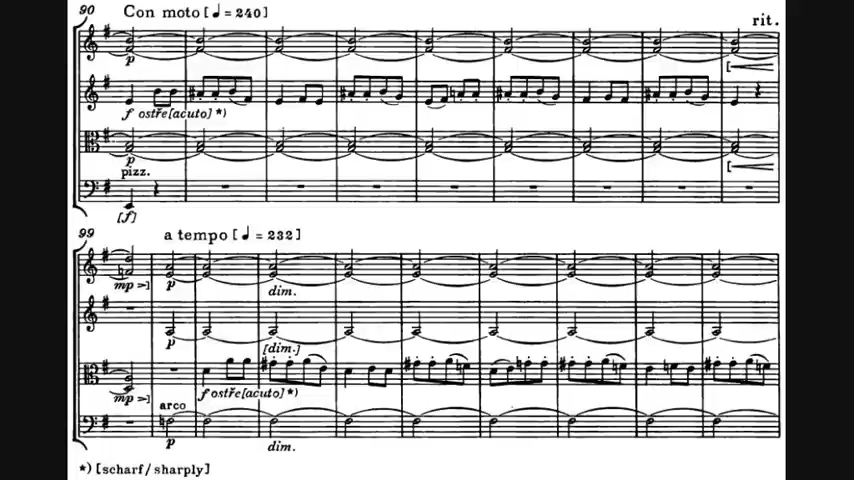 90 Con moto [♩ = 240]
rit.
p
f ostře[acuto] *)
p
pizz.
[f]
99 a tempo [♩ = 232]
mp >] p dim.
p
[dim.]
mp >] f ostře[acuto] *)
arco
p dim.
*) [scharf/sharply]